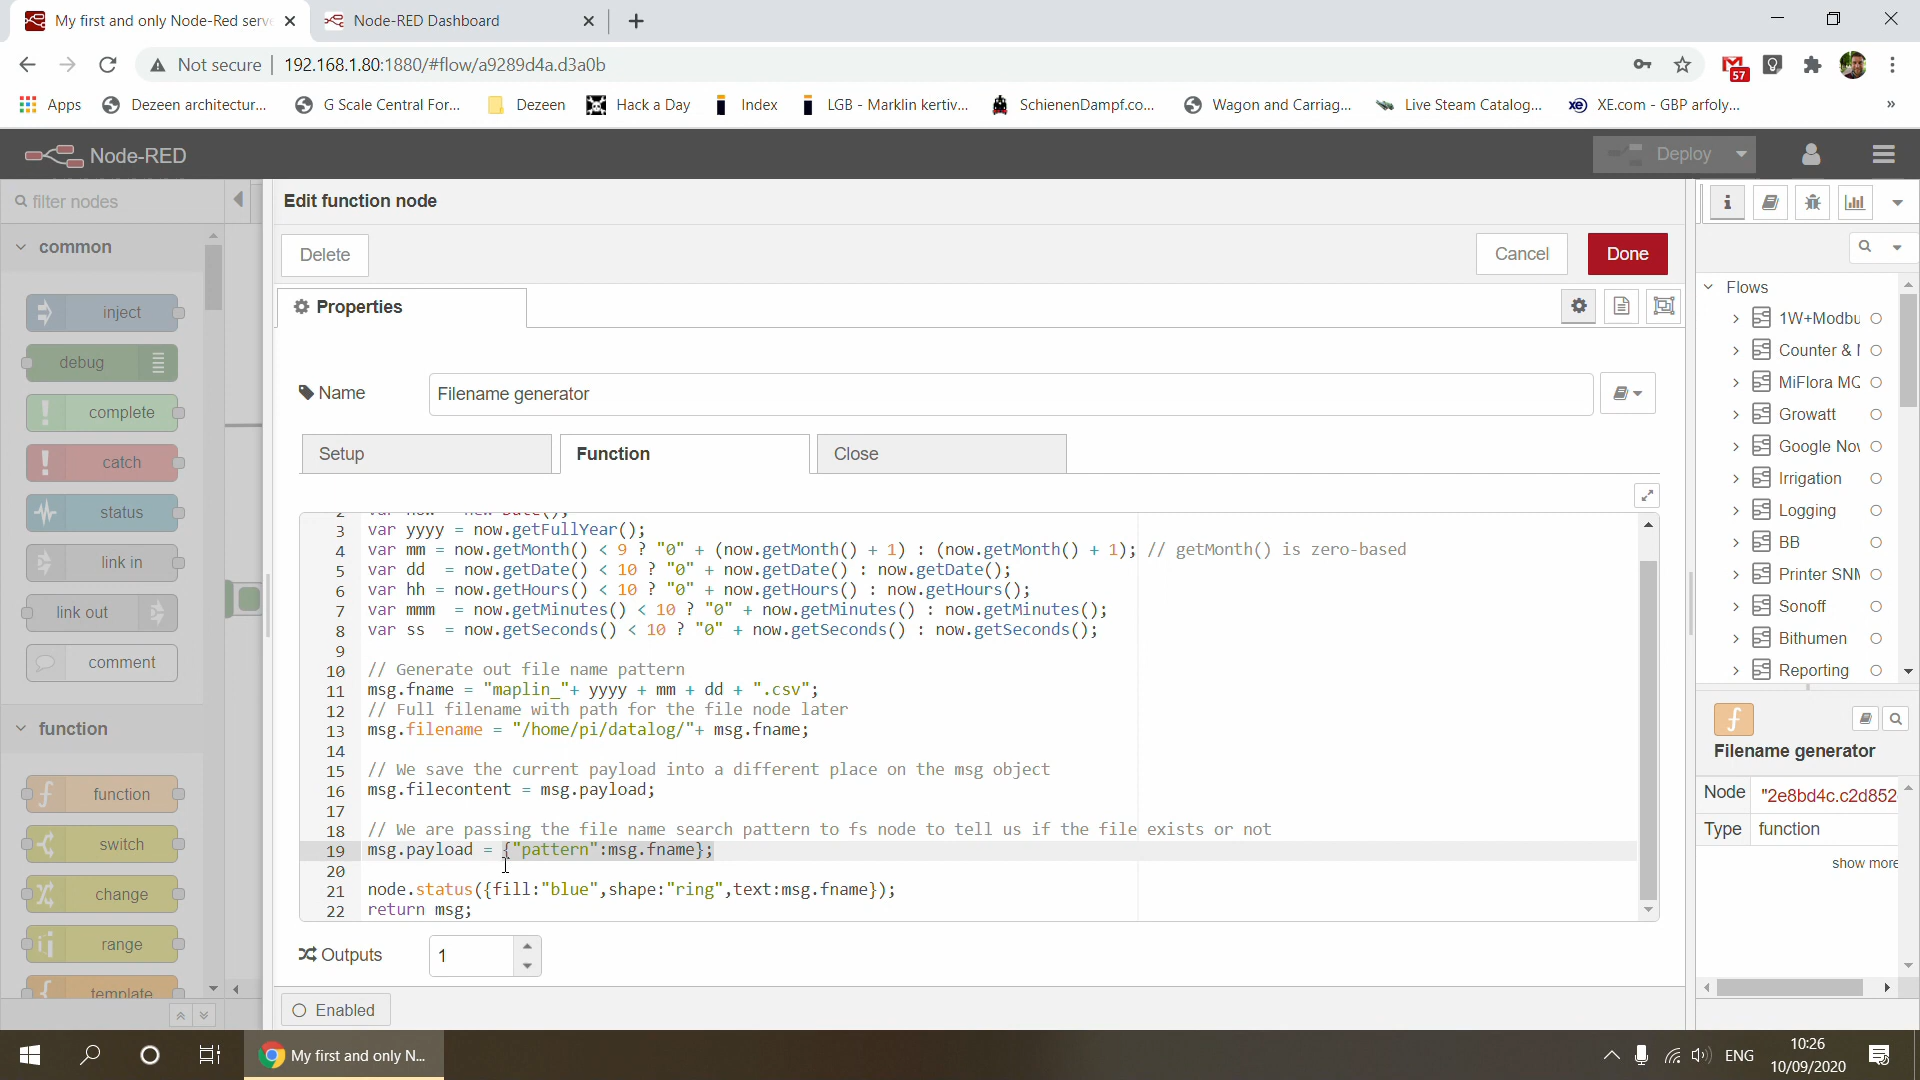 My first and only Node-Red serv
Node-RED Dashboard
Not secure
192.168.1.80:1880/#flow/a9289d4a.d3a0b
57
Apps
Dezeen architectur...
G Scale Central For...
Dezeen
Hack a Day
Index
LGB - Marklin kertiv...
SchienenDampf.co...
Wagon and Carriag...
Live Steam Catalog...
XE.com - GBP arfoly...
»
Node-RED
Deploy
filter nodes
common
inject
debug
complete
catch
status
link in
link out
comment
function
function
switch
change
range
template
Edit function node
Delete
Cancel
Done
Properties
Name
Filename generator
Setup
Function
Close
3 var yyyy = now.getFullYear();
4 var mm = now.getMonth() < 9 ? "0" + (now.getMonth() + 1) : (now.getMonth() + 1); // getMonth() is zero-based
5 var dd  = now.getDate() < 10 ? "0" + now.getDate() : now.getDate();
6 var hh = now.getHours() < 10 ? "0" + now.getHours() : now.getHours();
7 var mmm  = now.getMinutes() < 10 ? "0" + now.getMinutes() : now.getMinutes();
8 var ss  = now.getSeconds() < 10 ? "0" + now.getSeconds() : now.getSeconds();
9
10 // Generate out file name pattern
11 msg.fname = "maplin_"+ yyyy + mm + dd + ".csv";
12 // Full filename with path for the file node later
13 msg.filename = "/home/pi/datalog/"+ msg.fname;
14
15 // We save the current payload into a different place on the msg object
16 msg.filecontent = msg.payload;
17
18 // We are passing the file name search pattern to fs node to tell us if the file exists or not
19 msg.payload = {"pattern":msg.fname};
20
21 node.status({fill:"blue",shape:"ring",text:msg.fname});
22 return msg;
Outputs
1
Enabled
Flows
1W+Modbu
Counter &
MiFlora MQ
Growatt
Google Nov
Irrigation
Logging
BB
Printer SNM
Sonoff
Bithumen
Reporting
Filename generator
Node "2e8bd4c.c2d852
Type function
show more
My first and only N...
ENG
10:26
10/09/2020